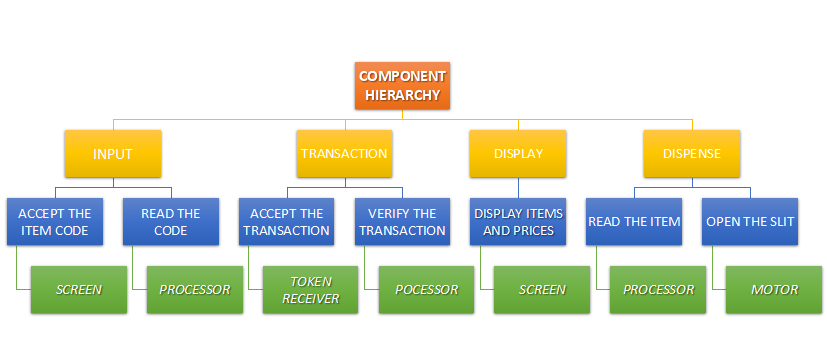 COMPONENT
HIERARCHY
INPUT
TRANSACTION
DISPLAY
DISPENSE
ACCEPT THE
ITEM CODE
READ THE
CODE
ACCEPT THE
TRANSACTION
VERIFY THE
TRANSACTION
DISPLAY ITEMS
AND PRICES
READ THE ITEM
OPEN THE SLIT
SCREEN
PROCESSOR
TOKEN
RECEIVER
POCESSOR
SCREEN
PROCESSOR
MOTOR